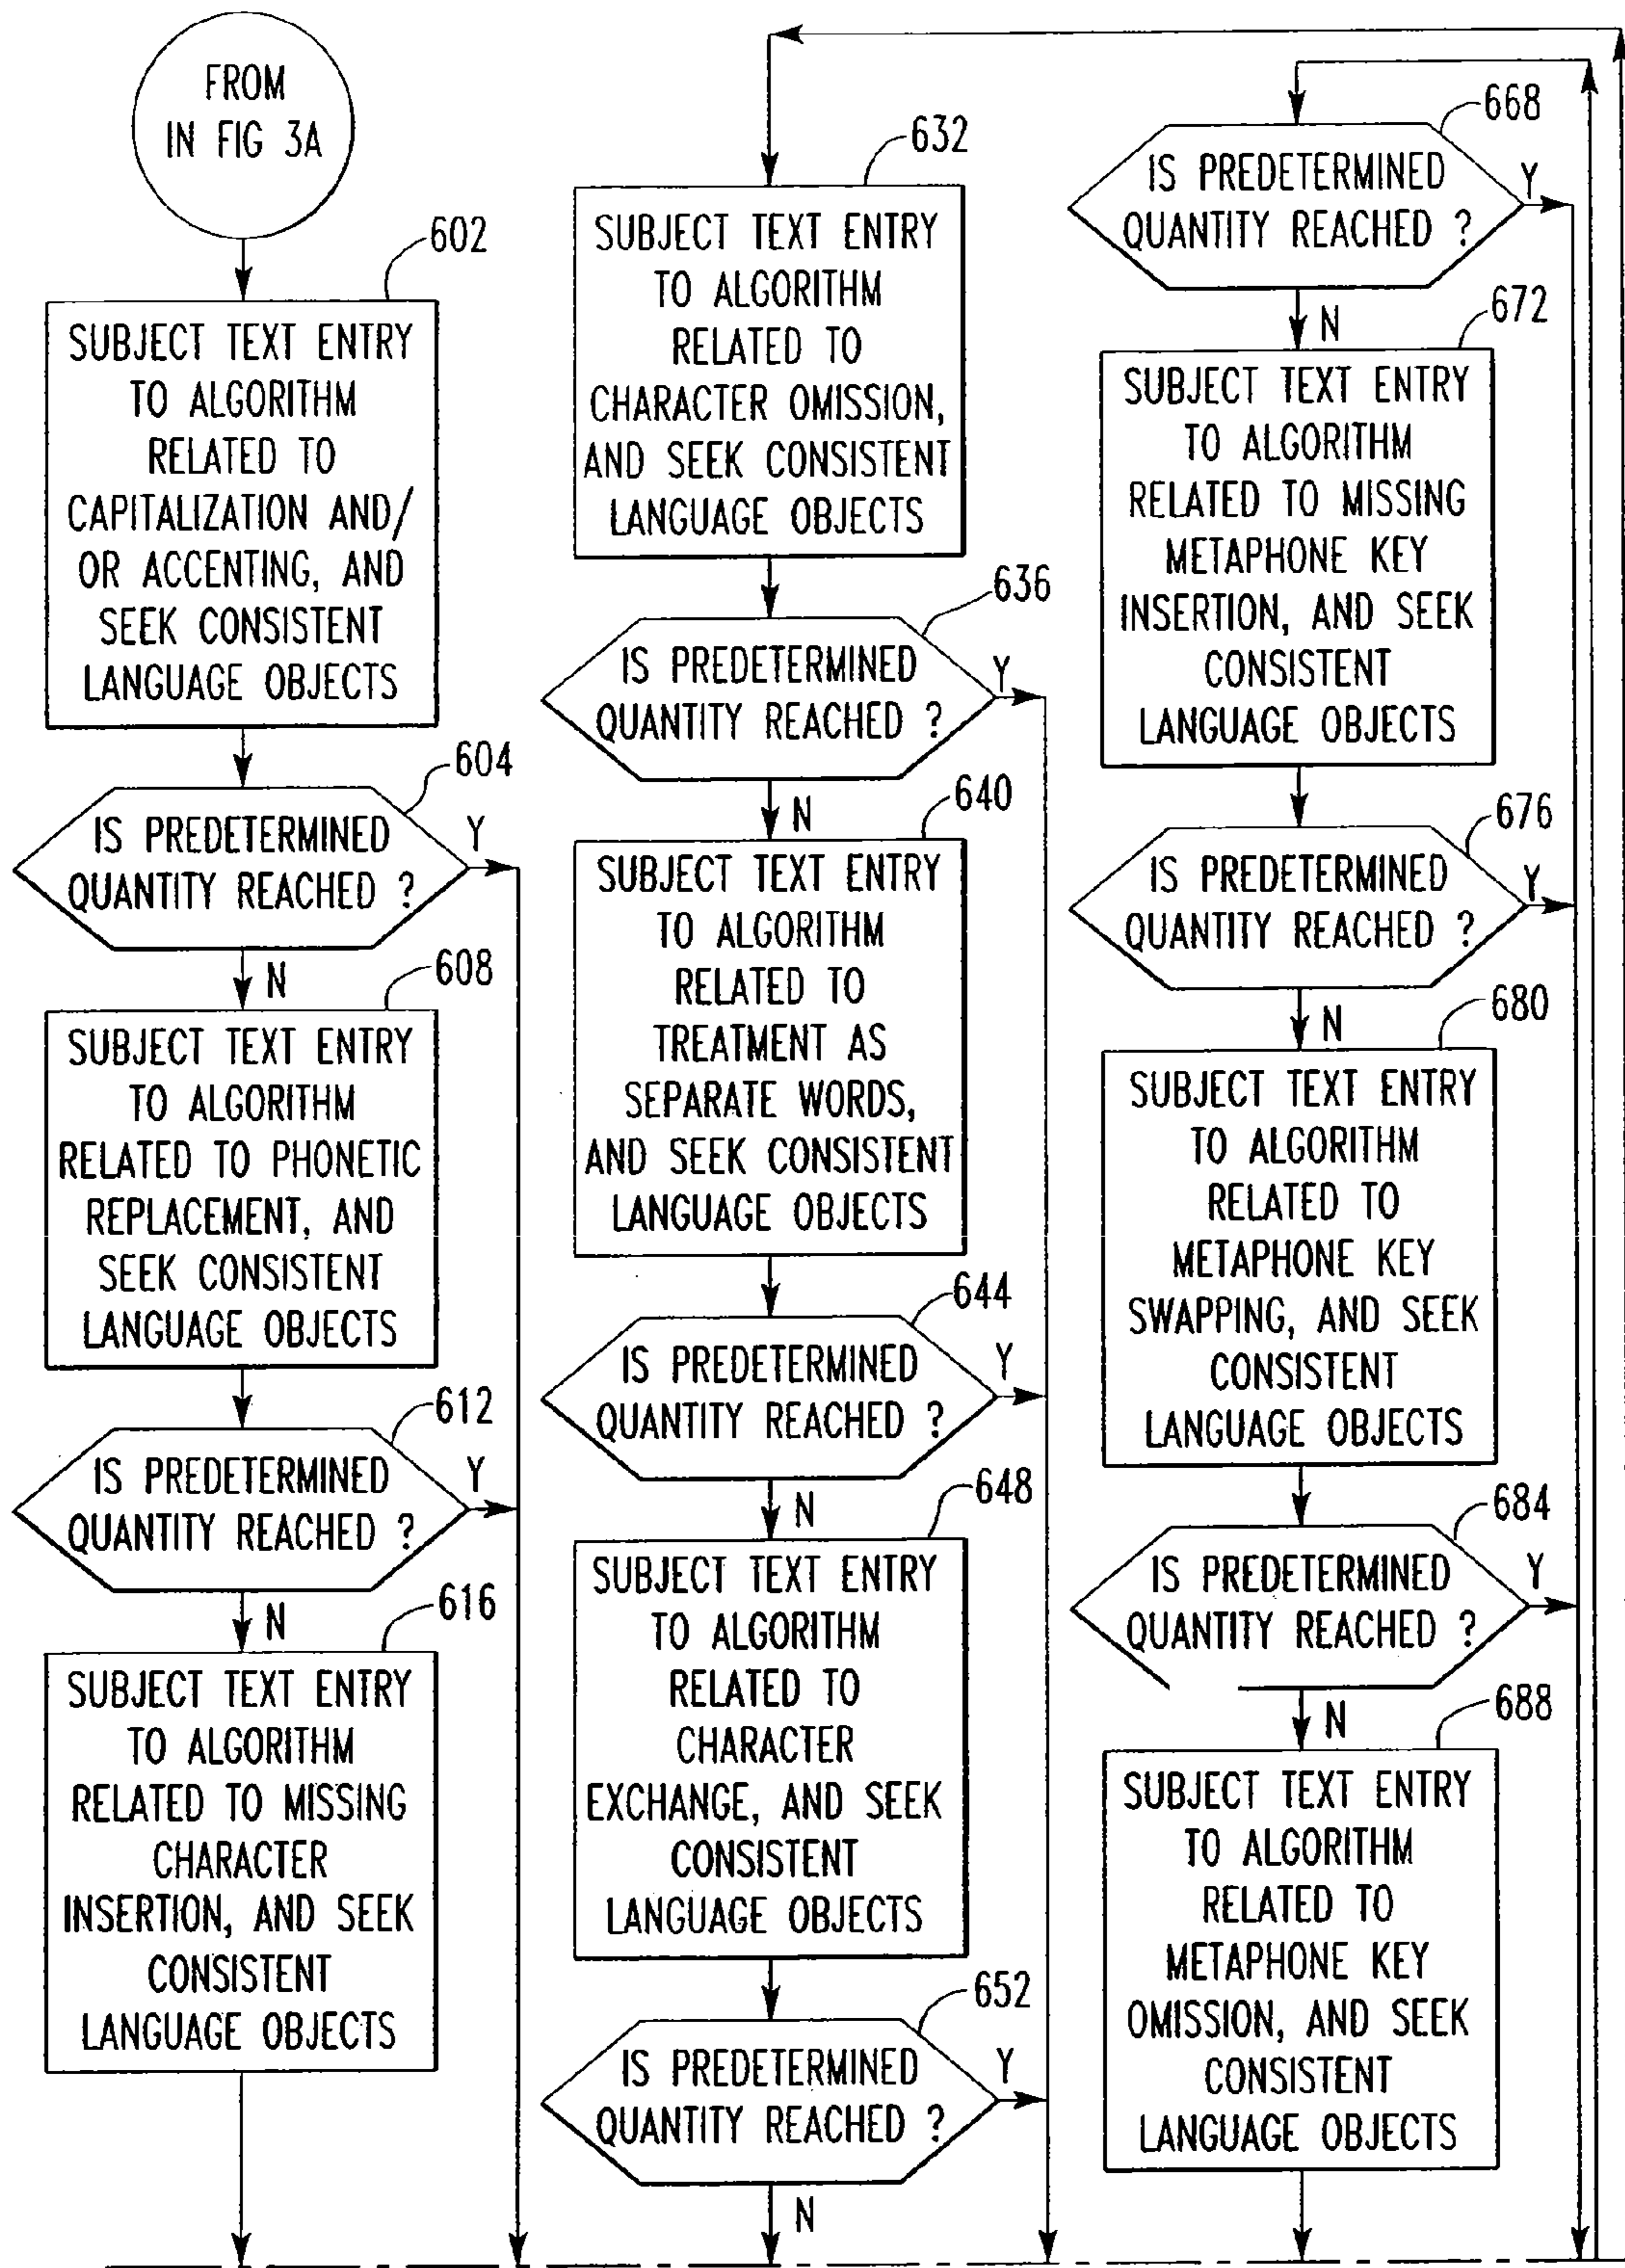 FROM
IN FIG 3A
602
SUBJECT TEXT ENTRY
TO ALGORITHM
RELATED TO
CAPITALIZATION AND/
OR ACCENTING, AND
SEEK CONSISTENT
LANGUAGE OBJECTS
604
IS PREDETERMINED
QUANTITY REACHED ?
Y
N
608
SUBJECT TEXT ENTRY
TO ALGORITHM
RELATED TO PHONETIC
REPLACEMENT, AND
SEEK CONSISTENT
LANGUAGE OBJECTS
612
IS PREDETERMINED
QUANTITY REACHED ?
Y
N
616
SUBJECT TEXT ENTRY
TO ALGORITHM
RELATED TO MISSING
CHARACTER
INSERTION, AND SEEK
CONSISTENT
LANGUAGE OBJECTS
632
SUBJECT TEXT ENTRY
TO ALGORITHM
RELATED TO
CHARACTER OMISSION,
AND SEEK CONSISTENT
LANGUAGE OBJECTS
636
IS PREDETERMINED
QUANTITY REACHED ?
Y
N
640
SUBJECT TEXT ENTRY
TO ALGORITHM
RELATED TO
TREATMENT AS
SEPARATE WORDS,
AND SEEK CONSISTENT
LANGUAGE OBJECTS
644
IS PREDETERMINED
QUANTITY REACHED ?
Y
N
648
SUBJECT TEXT ENTRY
TO ALGORITHM
RELATED TO
CHARACTER
EXCHANGE, AND SEEK
CONSISTENT
LANGUAGE OBJECTS
652
IS PREDETERMINED
QUANTITY REACHED ?
Y
N
668
IS PREDETERMINED
QUANTITY REACHED ?
Y
N
672
SUBJECT TEXT ENTRY
TO ALGORITHM
RELATED TO MISSING
METAPHONE KEY
INSERTION, AND SEEK
CONSISTENT
LANGUAGE OBJECTS
676
IS PREDETERMINED
QUANTITY REACHED ?
Y
N
680
SUBJECT TEXT ENTRY
TO ALGORITHM
RELATED TO
METAPHONE KEY
SWAPPING, AND SEEK
CONSISTENT
LANGUAGE OBJECTS
684
IS PREDETERMINED
QUANTITY REACHED ?
Y
N
688
SUBJECT TEXT ENTRY
TO ALGORITHM
RELATED TO
METAPHONE KEY
OMISSION, AND SEEK
CONSISTENT
LANGUAGE OBJECTS